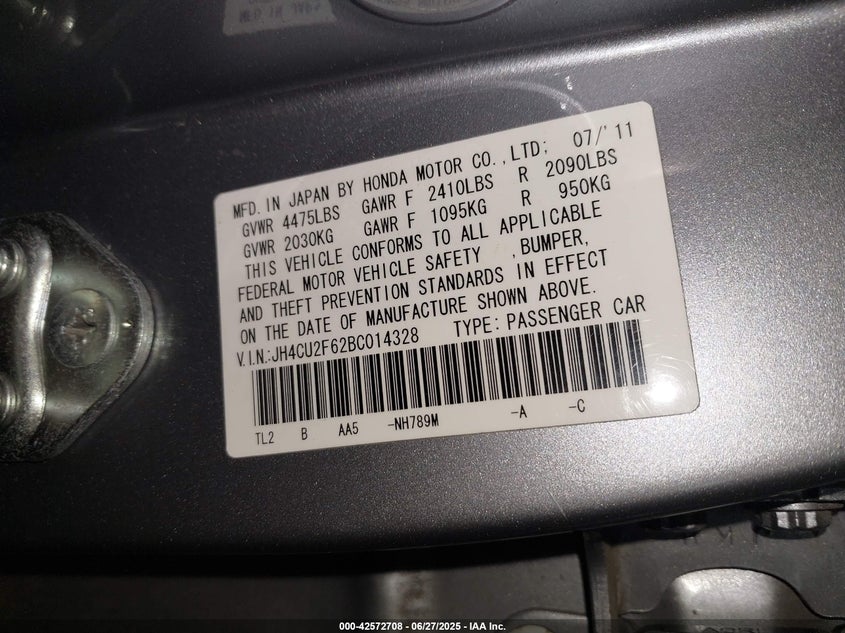 MFD. IN JAPAN BY HONDA MOTOR CO., LTD; 07/'11
GVWR 4475LBS GAWR F 2410LBS R 2090LBS
GVWR 2030KG GAWR F 1095KG R 950KG
THIS VEHICLE CONFORMS TO ALL APPLICABLE
FEDERAL MOTOR VEHICLE SAFETY ,BUMPER,
AND THEFT PREVENTION STANDARDS IN EFFECT
ON THE DATE OF MANUFACTURE SHOWN ABOVE.
V.I.N.:JH4CU2F62BC014328 TYPE: PASSENGER CAR
TL2 B AA5 -NH789M -A -C
000-42572708 - 06/27/2025 - IAA Inc.